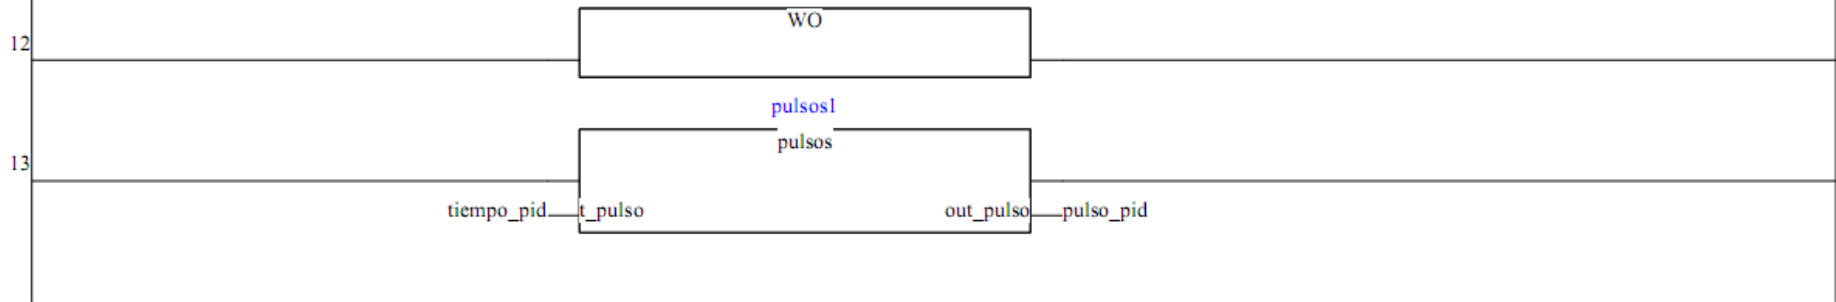 WO
12
pulsos1
pulsos
13
tiempo_pid t_pulso out_pulso pulso_pid